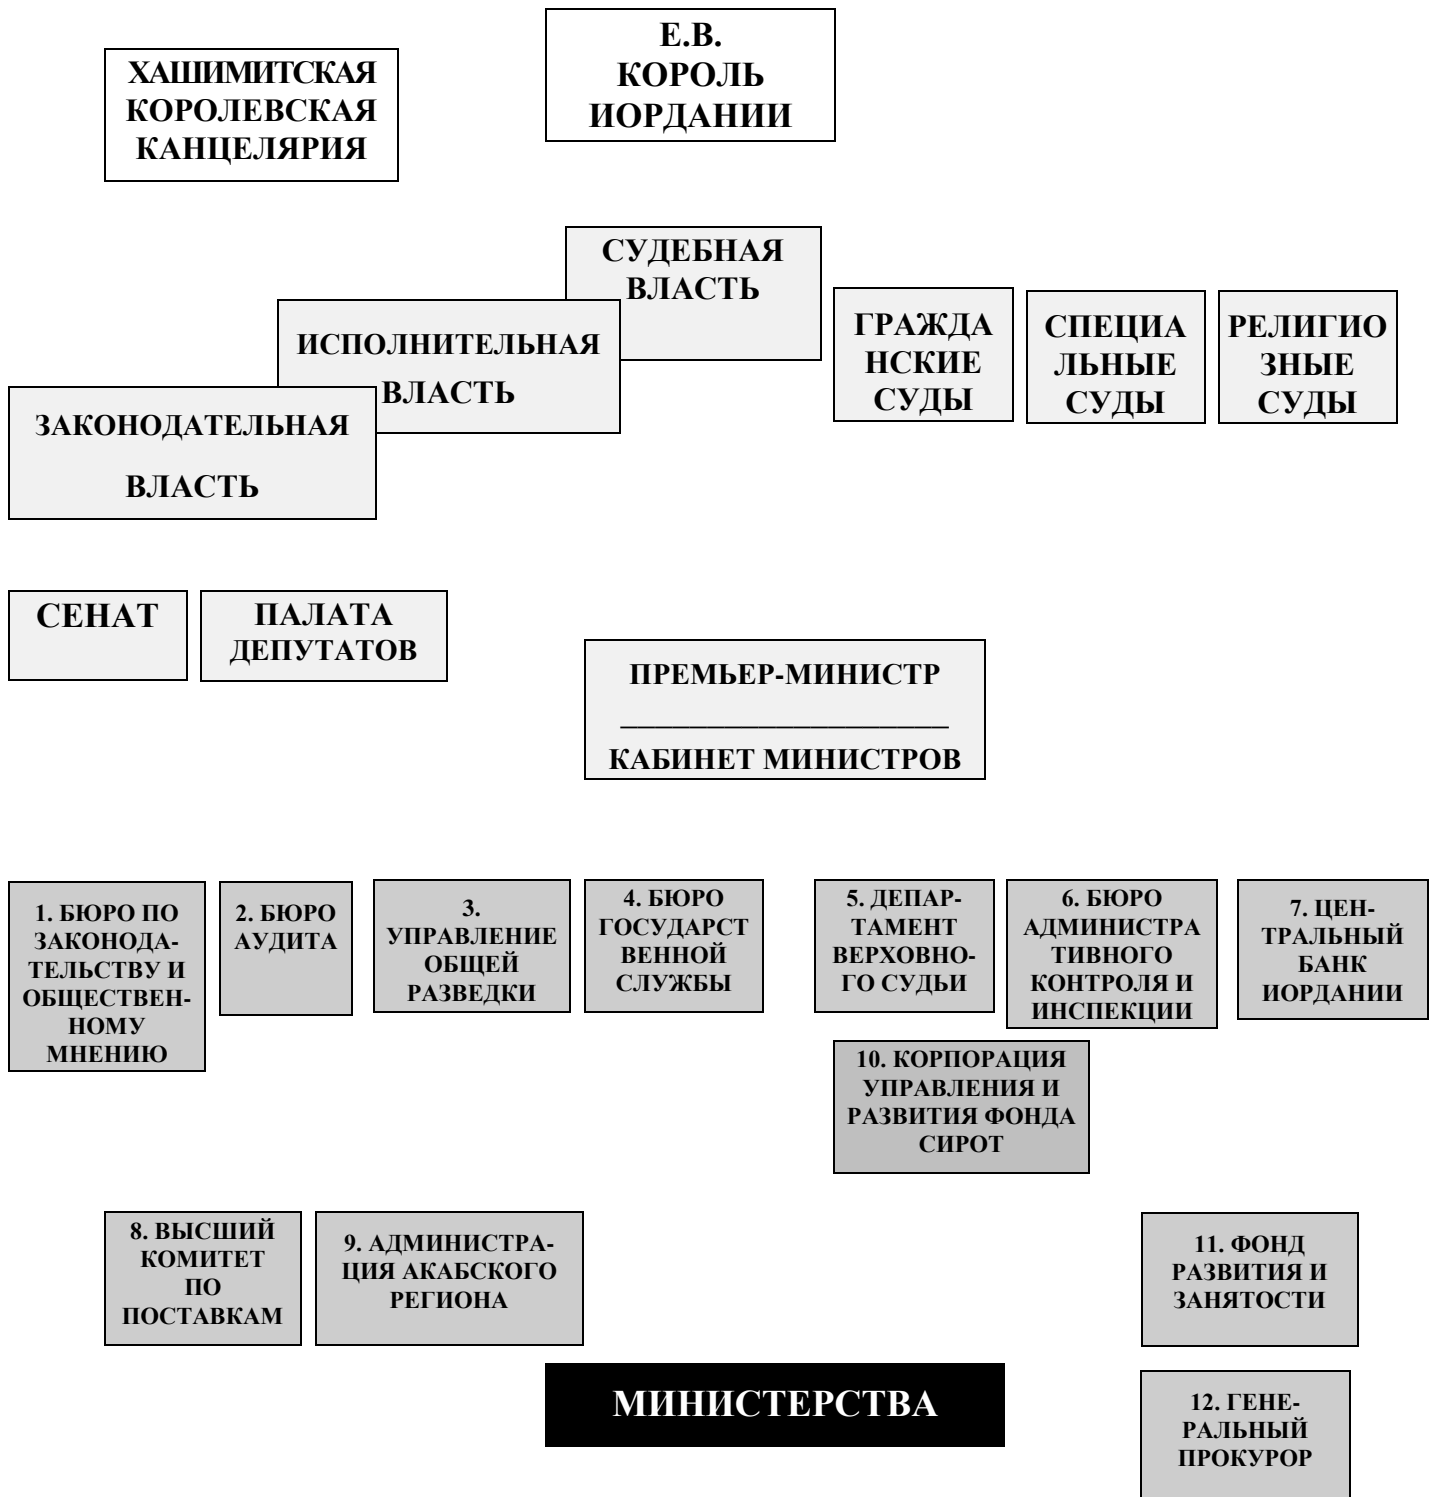 Е.В.
КОРОЛЬ
ИОРДАНИИ
ХАШИМИТСКАЯ
КОРОЛЕВСКАЯ
КАНЦЕЛЯРИЯ
СУДЕБНАЯ
ВЛАСТЬ
ИСПОЛНИТЕЛЬНАЯ
ВЛАСТЬ
ЗАКОНОДАТЕЛЬНАЯ
ВЛАСТЬ
ГРАЖДА
НСКИЕ
СУДЫ
СПЕЦИА
ЛЬНЫЕ
СУДЫ
РЕЛИГИО
ЗНЫЕ
СУДЫ
СЕНАТ
ПАЛАТА
ДЕПУТАТОВ
ПРЕМЬЕР-МИНИСТР
КАБИНЕТ МИНИСТРОВ
1. БЮРО ПО
ЗАКОНОДА-
ТЕЛЬСТВУ И
ОБЩЕСТВЕН-
НОМУ
МНЕНИЮ
2. БЮРО
АУДИТА
3.
УПРАВЛЕНИЕ
ОБЩЕЙ
РАЗВЕДКИ
4. БЮРО
ГОСУДАРСТ
ВЕННОЙ
СЛУЖБЫ
5. ДЕПАР-
ТАМЕНТ
ВЕРХОВНО-
ГО СУДЬИ
6. БЮРО
АДМИНИСТРА
ТИВНОГО
КОНТРОЛЯ И
ИНСПЕКЦИИ
7. ЦЕН-
ТРАЛЬНЫЙ
БАНК
ИОРДАНИИ
10. КОРПОРАЦИЯ
УПРАВЛЕНИЯ И
РАЗВИТИЯ ФОНДА
СИРОТ
8. ВЫСШИЙ
КОМИТЕТ
ПО
ПОСТАВКАМ
9. АДМИНИСТРА-
ЦИЯ АКАБСКОГО
РЕГИОНА
11. ФОНД
РАЗВИТИЯ И
ЗАНЯТОСТИ
МИНИСТЕРСТВА
12. ГЕНЕ-
РАЛЬНЫЙ
ПРОКУРОР